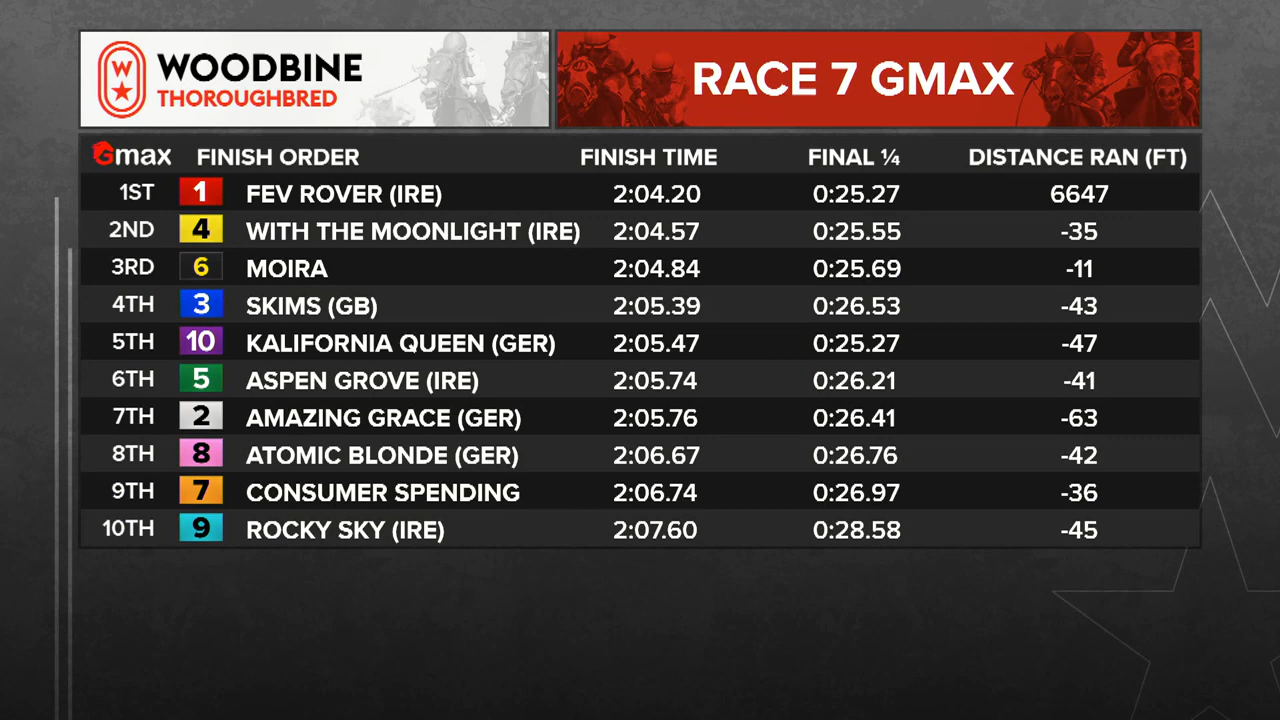 W
WOODBINE
THOROUGHBRED
RACE 7 GMAX
Gmax FINISH ORDER FINISH TIME FINAL ¼ DISTANCE RAN (FT)
1ST 1 FEV ROVER (IRE) 2:04.20 0:25.27 6647
2ND 4 WITH THE MOONLIGHT (IRE) 2:04.57 0:25.55 -35
3RD 6 MOIRA 2:04.84 0:25.69 -11
4TH 3 SKIMS (GB) 2:05.39 0:26.53 -43
5TH 10 KALIFORNIA QUEEN (GER) 2:05.47 0:25.27 -47
6TH 5 ASPEN GROVE (IRE) 2:05.74 0:26.21 -41
7TH 2 AMAZING GRACE (GER) 2:05.76 0:26.41 -63
8TH 8 ATOMIC BLONDE (GER) 2:06.67 0:26.76 -42
9TH 7 CONSUMER SPENDING 2:06.74 0:26.97 -36
10TH 9 ROCKY SKY (IRE) 2:07.60 0:28.58 -45